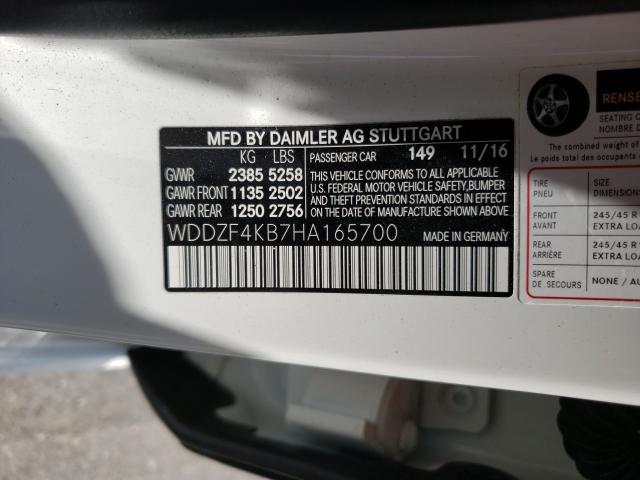 MFD BY DAIMLER AG STUTTGART
KG LBS PASSENGER CAR 149 11/16
GVWR 2385 5258
GAWR FRONT 1135 2502
GAWR REAR 1250 2756
THIS VEHICLE CONFORMS TO ALL APPLICABLE
U.S. FEDERAL MOTOR VEHICLE SAFETY, BUMPER
AND THEFT PREVENTION STANDARDS IN EFFECT
ON THE DATE OF MANUFACTURE SHOWN ABOVE.
WDDZF4KB7HA165700 MADE IN GERMANY
RENSE
SEATING
NOMBRE D
The combined weight of
Le poids total des occupants
TIRE
PNEU
SIZE
DIMENSIONS
FRONT
AVANT
245/45 R
EXTRA LOA
REAR
ARRIÈRE
245/45 R
EXTRA LOA
SPARE
DE SECOURS
NONE / AU